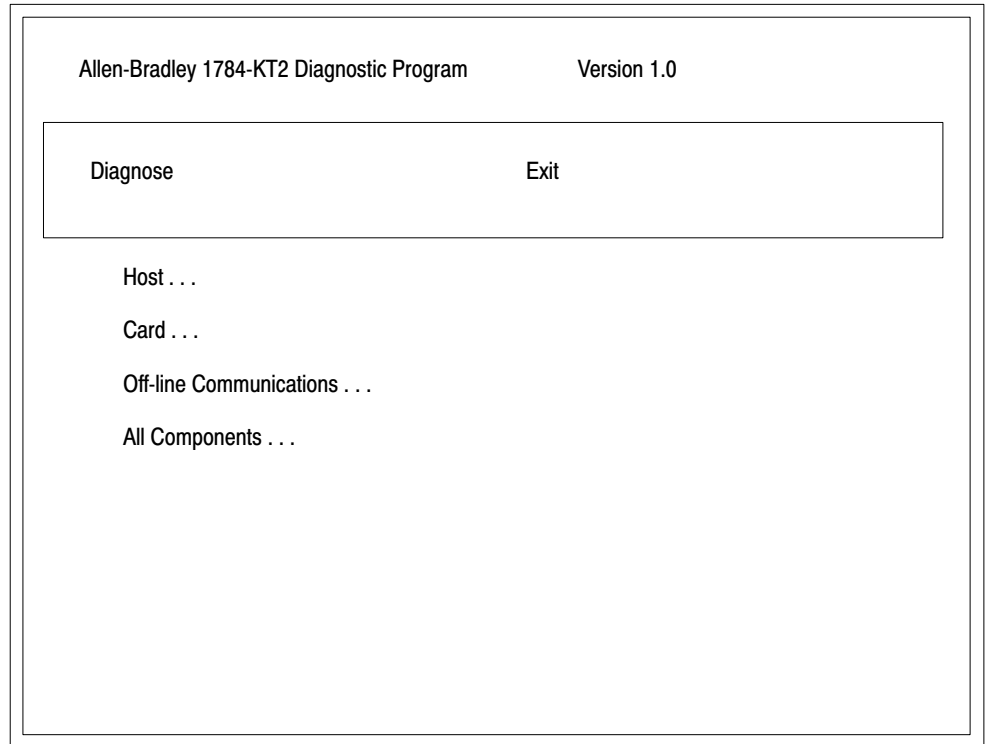 Allen-Bradley 1784-KT2 Diagnostic Program Version 1.0
Diagnose Exit
Host . . .
Card . . .
Off-line Communications . . .
All Components . . .